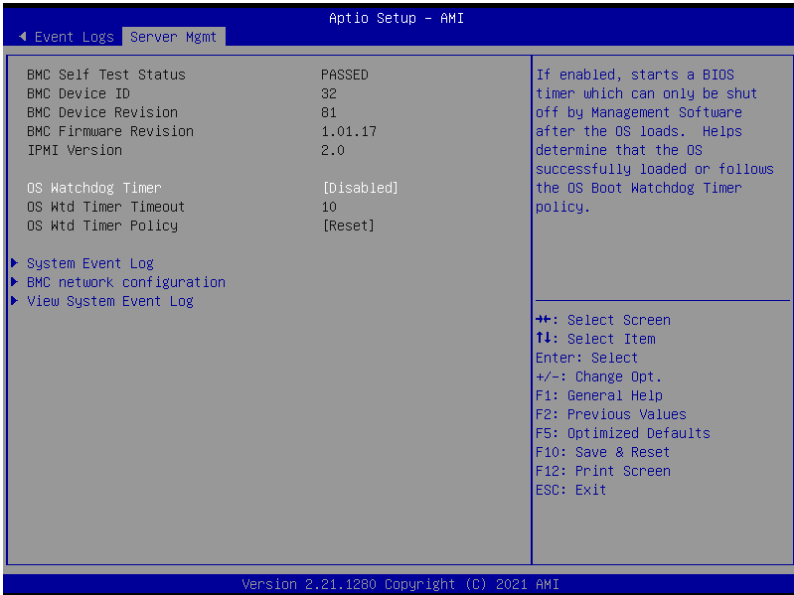 Aptio Setup - AMI
Event Logs Server Mgmt
BMC Self Test Status PASSED
BMC Device ID 32
BMC Device Revision 81
BMC Firmware Revision 1.01.17
IPMI Version 2.0
OS Watchdog Timer [Disabled]
OS Wtd Timer Timeout 10
OS Wtd Timer Policy [Reset]
System Event Log
BMC network configuration
View System Event Log
If enabled, starts a BIOS
timer which can only be shut
off by Management Software
after the OS loads. Helps
determine that the OS
successfully loaded or follows
the OS Boot Watchdog Timer
policy.
→←: Select Screen
↑↓: Select Item
Enter: Select
+/-: Change Opt.
F1: General Help
F2: Previous Values
F5: Optimized Defaults
F10: Save & Reset
F12: Print Screen
ESC: Exit
Version 2.21.1280 Copyright (C) 2021 AMI